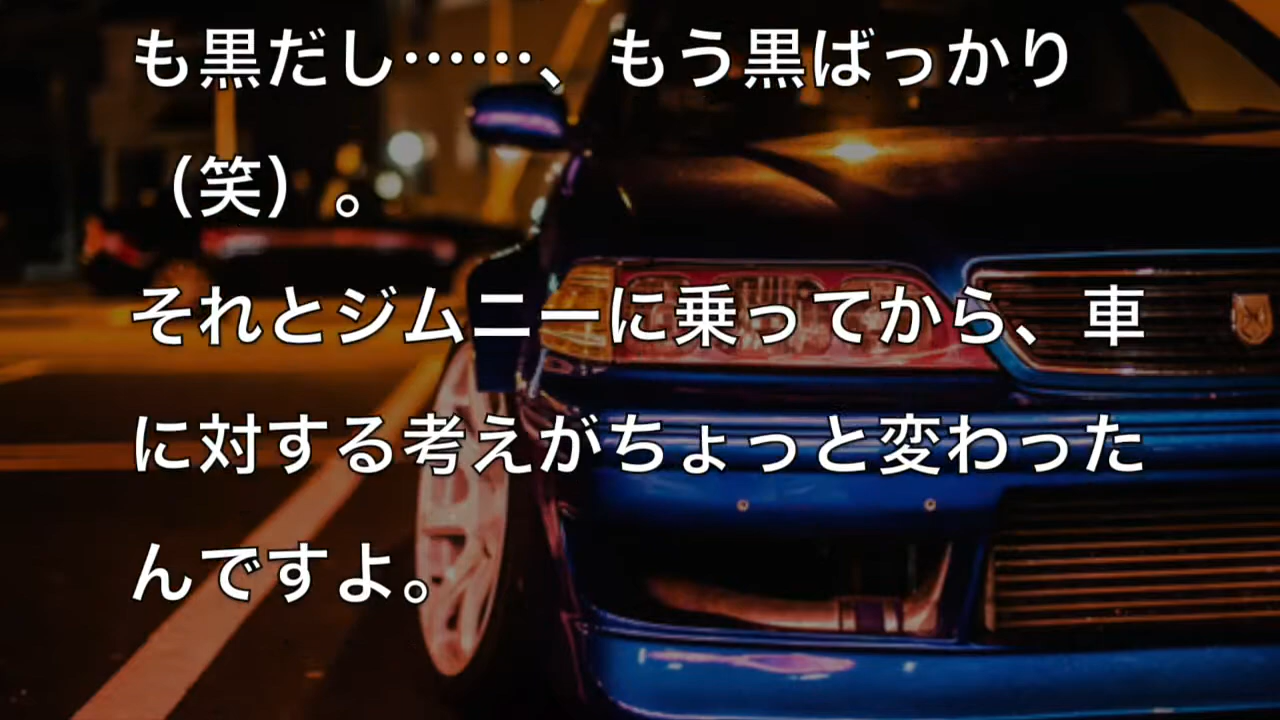 も黒だし……、もう黒ばっかり
（笑）。
それとジムニーに乗ってから、車
に対する考えがちょっと変わった
んですよ。